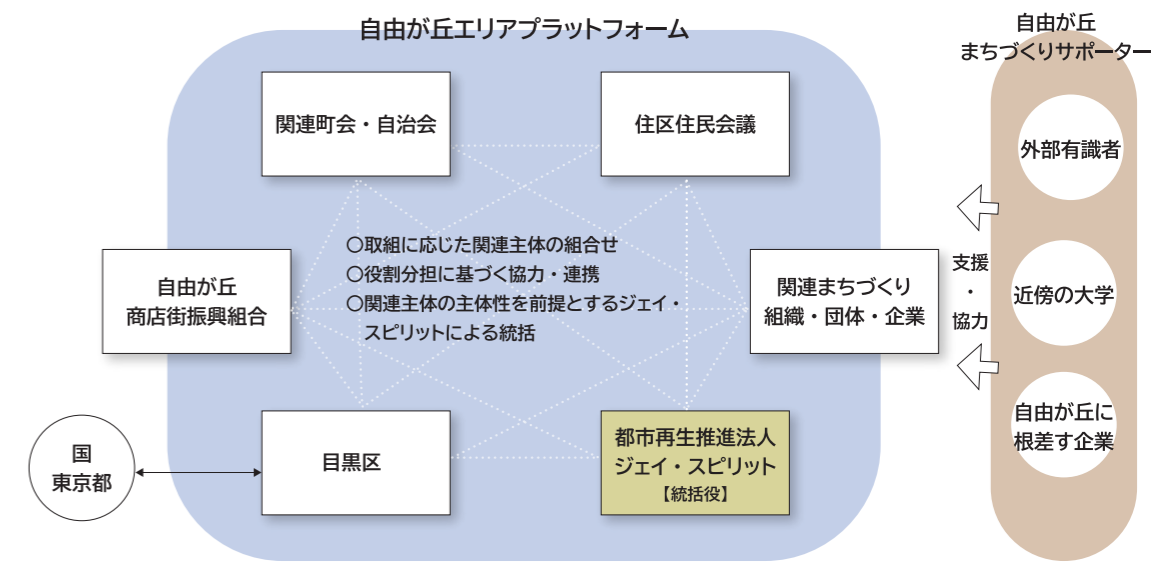 自由が丘エリアプラットフォーム
関連町会・自治会
住区住民会議
〇取組に応じた関連主体の組合せ
〇役割分担に基づく協力・連携
〇関連主体の主体性を前提とするジェイ・
スピリットによる統括
自由が丘
商店街振興組合
関連まちづくり
組織・団体・企業
目黒区
都市再生推進法人
ジェイ・スピリット
【統括役】
国
東京都
支援
・
協力
自由が丘
まちづくりサポーター
外部有識者
近傍の大学
自由が丘に
根差す企業